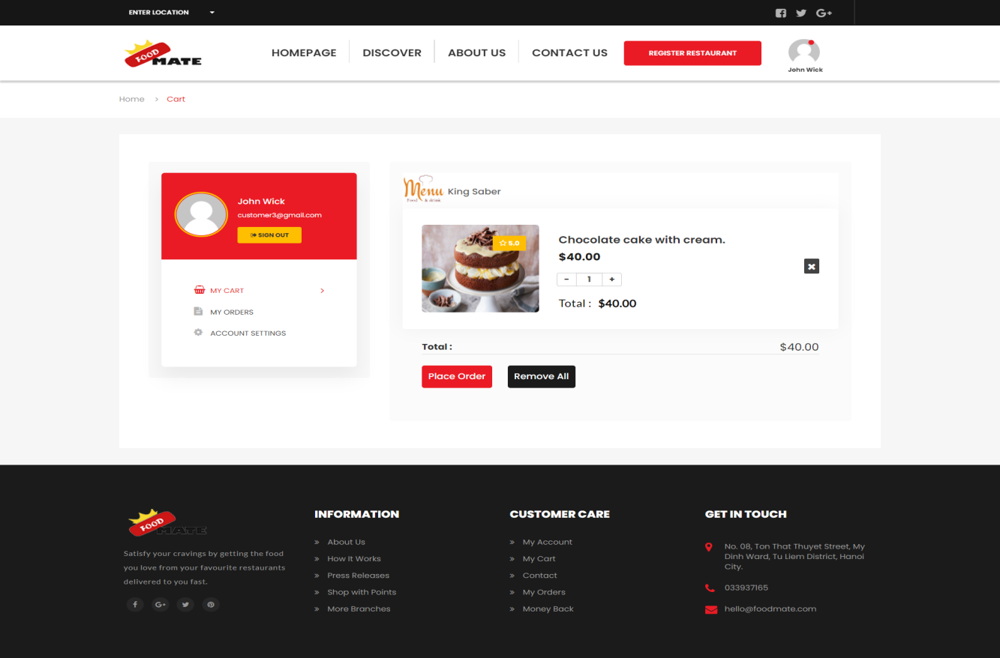 ENTER LOCATION
FOOD
MATE
HOMEPAGE
DISCOVER
ABOUT US
CONTACT US
REGISTER RESTAURANT
John Wick
Home > Cart
John Wick
customer3@gmail.com
SIGN OUT
MY CART
MY ORDERS
ACCOUNT SETTINGS
Menu
Food & drink
King Saber
5.0
Chocolate cake with cream.
$40.00
- 1 +
Total : $40.00
Total : $40.00
Place Order
Remove All
FOOD
MATE
Satisfy your cravings by getting the food
you love from your favourite restaurants
delivered to you fast.
INFORMATION
» About Us
» How It Works
» Press Releases
» Shop with Points
» More Branches
CUSTOMER CARE
» My Account
» My Cart
» Contact
» My Orders
» Money Back
GET IN TOUCH
No. 08, Ton That Thuyet Street, My
Dinh Ward, Tu Liem District, Hanoi
City.
033937165
hello@foodmate.com